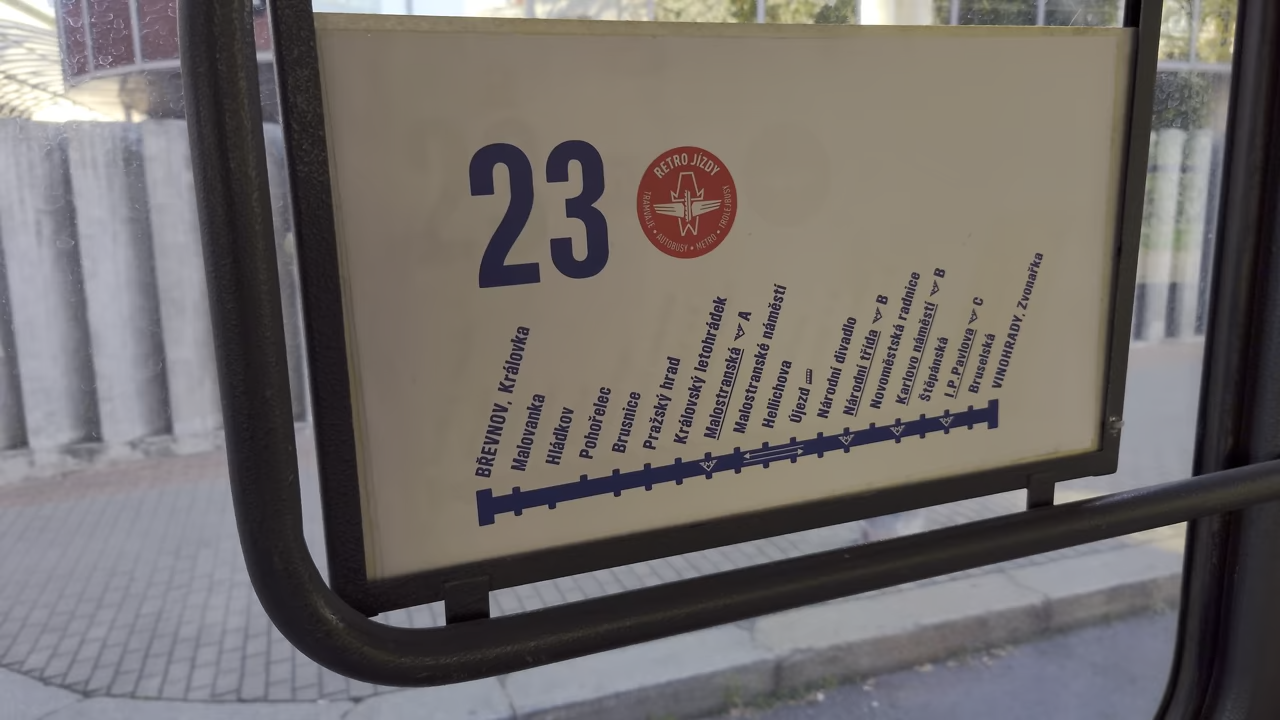 23
RETRO JÍZDY
TRAMVAJE • AUTOBUSY • METRO • TROLEJBUSY
BŘEVNOV, Královka
Malovanka
Hládkov
Pohořelec
Brusnice
Pražský hrad
Královský letohrádek
Malostranská A
Malostranské náměstí
Hellichova
Újezd
Národní divadlo
Národní třída B
Novoměstská radnice
Karlovo náměstí B
Štěpánská
I.P.Pavlova C
Bruselská
VINOHRADY, Zvonařka